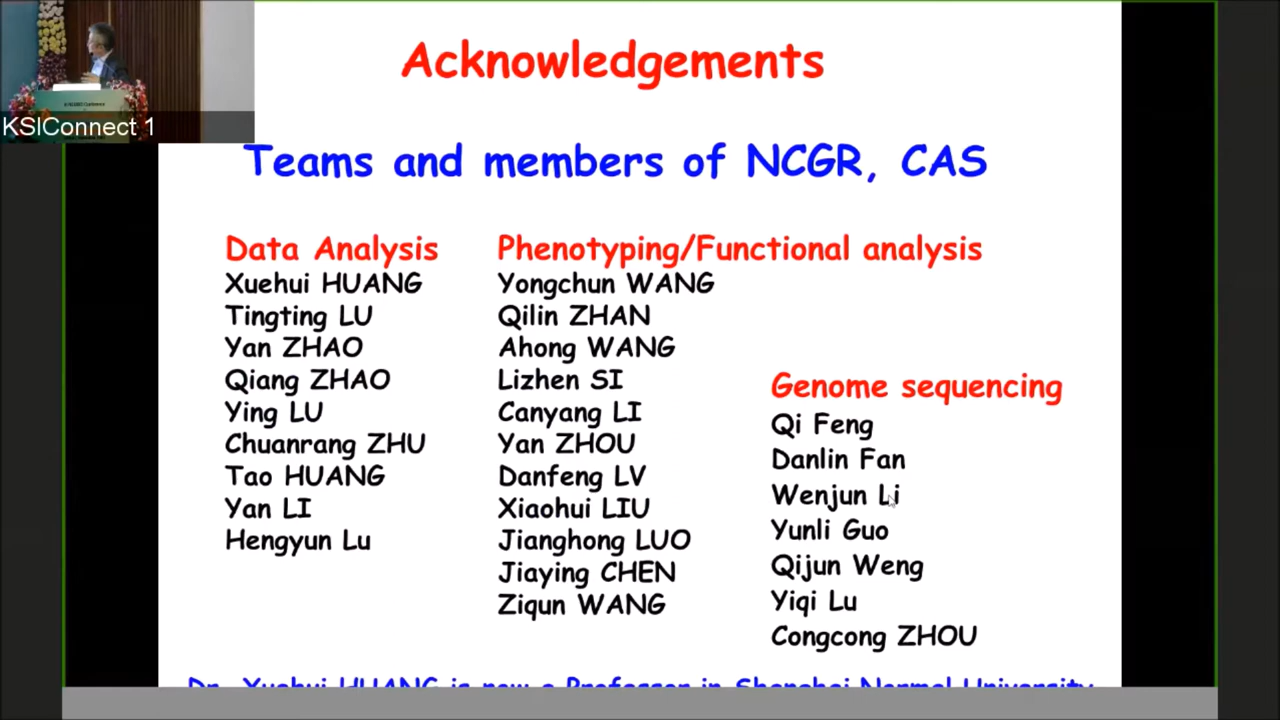 Acknowledgements
KSIConnect 1
Teams and members of NCGR, CAS
Data Analysis
Xuehui HUANG
Tingting LU
Yan ZHAO
Qiang ZHAO
Ying LU
Chuanrang ZHU
Tao HUANG
Yan LI
Hengyun Lu
Phenotyping/Functional analysis
Yongchun WANG
Qilin ZHAN
Ahong WANG
Lizhen SI
Canyang LI
Yan ZHOU
Danfeng LV
Xiaohui LIU
Jianghong LUO
Jiaying CHEN
Ziqun WANG
Genome sequencing
Qi Feng
Danlin Fan
Wenjun Li
Yunli Guo
Qijun Weng
Yiqi Lu
Congcong ZHOU
Dr. Xuehui HUANG is now a Professor in Shanghai Normal University